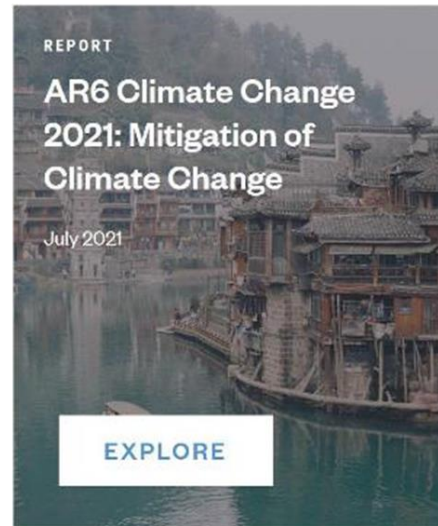 REPORT
AR6 Climate Change
2021: Mitigation of
Climate Change
July 2021
EXPLORE